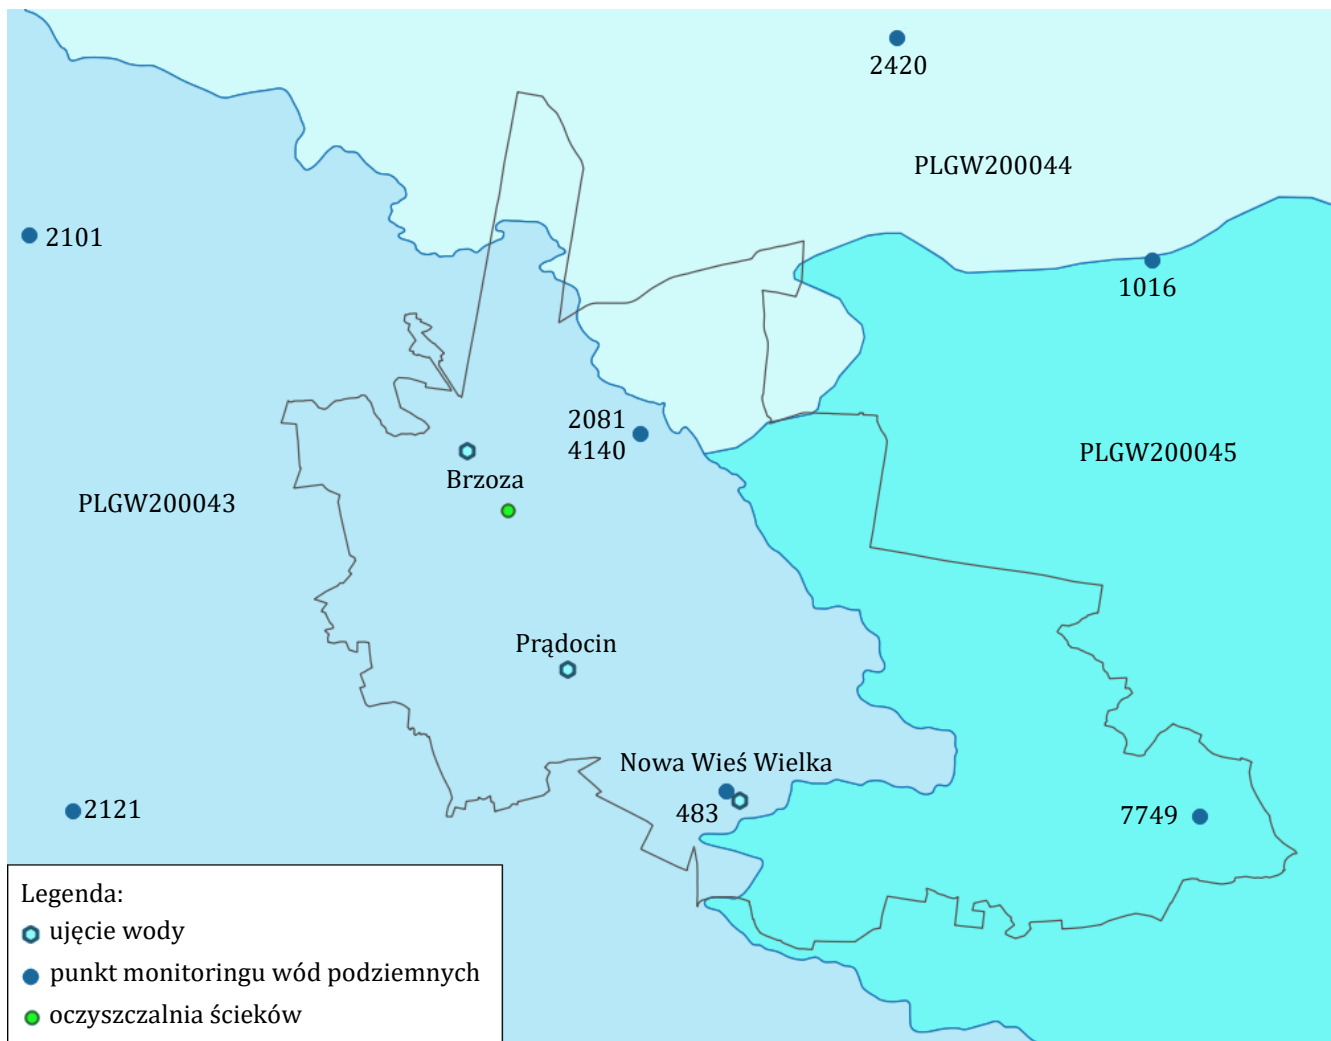 2420
PLGW200044
2101
1016
2081
4140
PLGW200045
Brzoza
PLGW200043
Prądocin
Nowa Wieś Wielka
483
2121
7749
Legenda:
ujęcie wody
punkt monitoringu wód podziemnych
oczyszczalnia ścieków